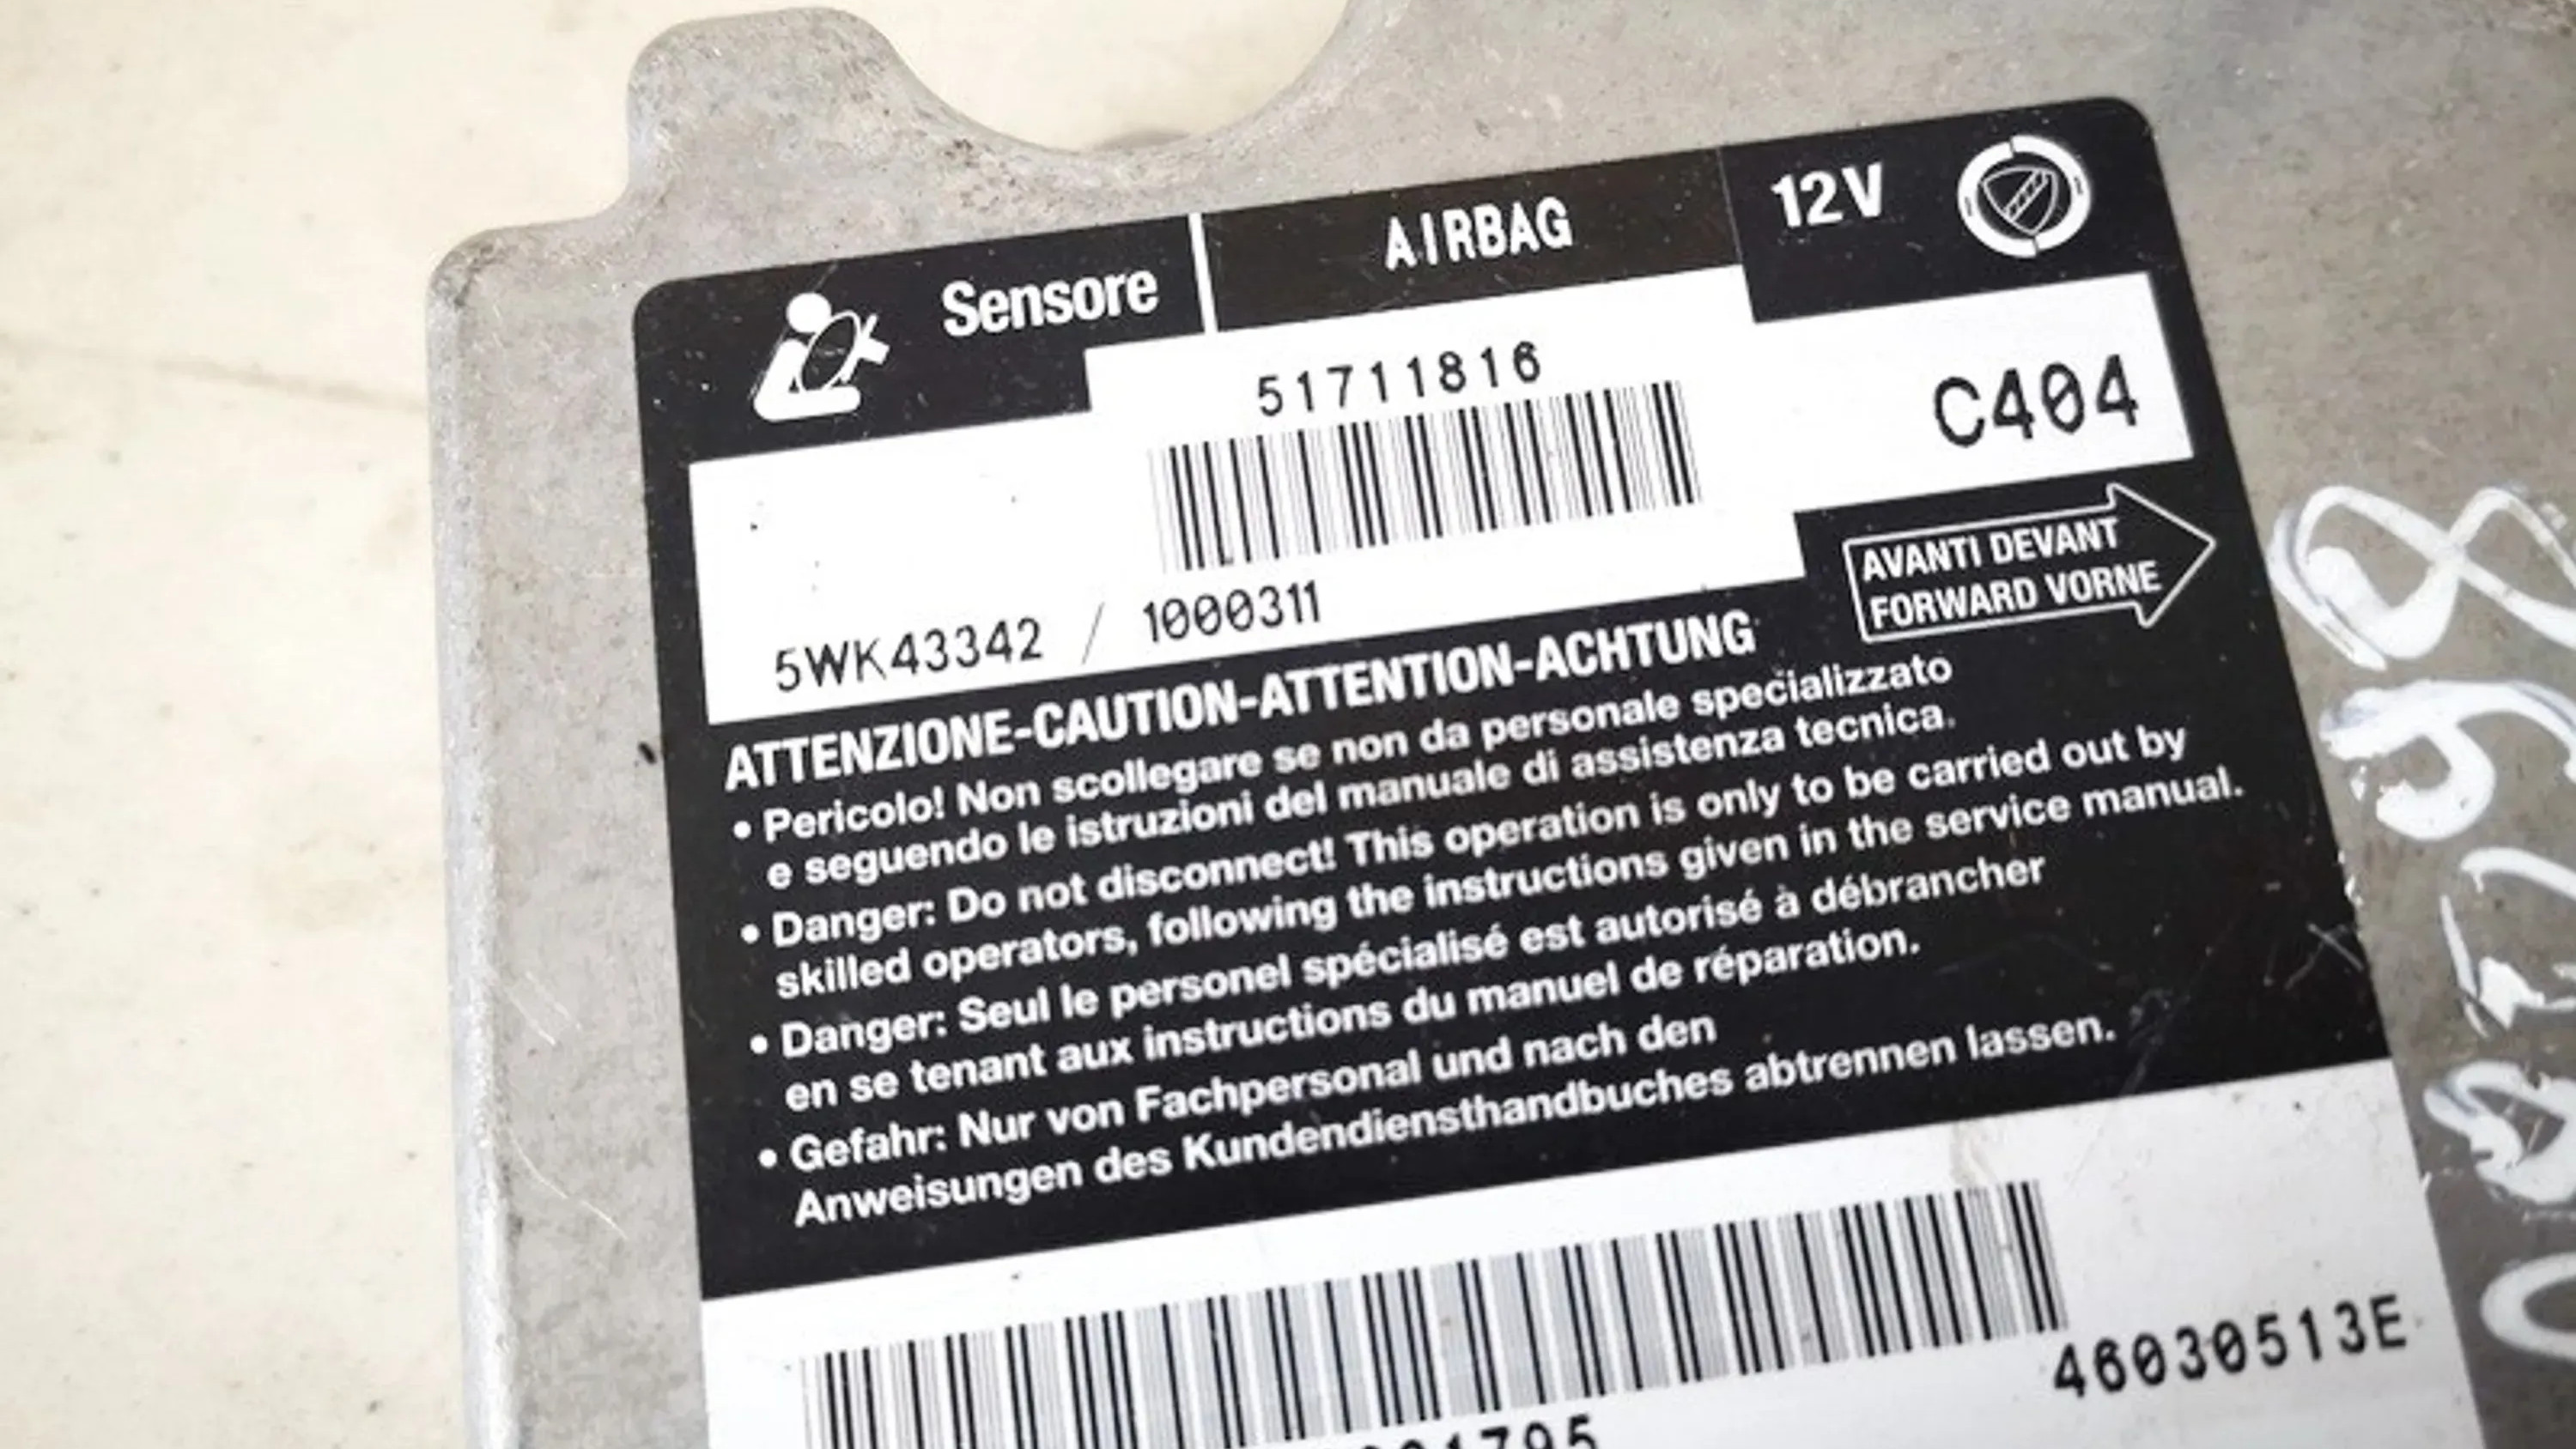 Sensore
AIRBAG
12V
51711816
C404
5WK43342 / 1000311
AVANTI DEVANT
FORWARD VORNE
ATTENZIONE-CAUTION-ATTENTION-ACHTUNG
• Pericolo! Non scollegare se non da personale specializzato
e seguendo le istruzioni del manuale di assistenza tecnica.
• Danger: Do not disconnect! This operation is only to be carried out by
skilled operators, following the instructions given in the service manual.
• Danger: Seul le personel spécialisé est autorisé à débrancher
en se tenant aux instructions du manuel de réparation.
• Gefahr: Nur von Fachpersonal und nach den
Anweisungen des Kundendiensthandbuches abtrennen lassen.
46030513E